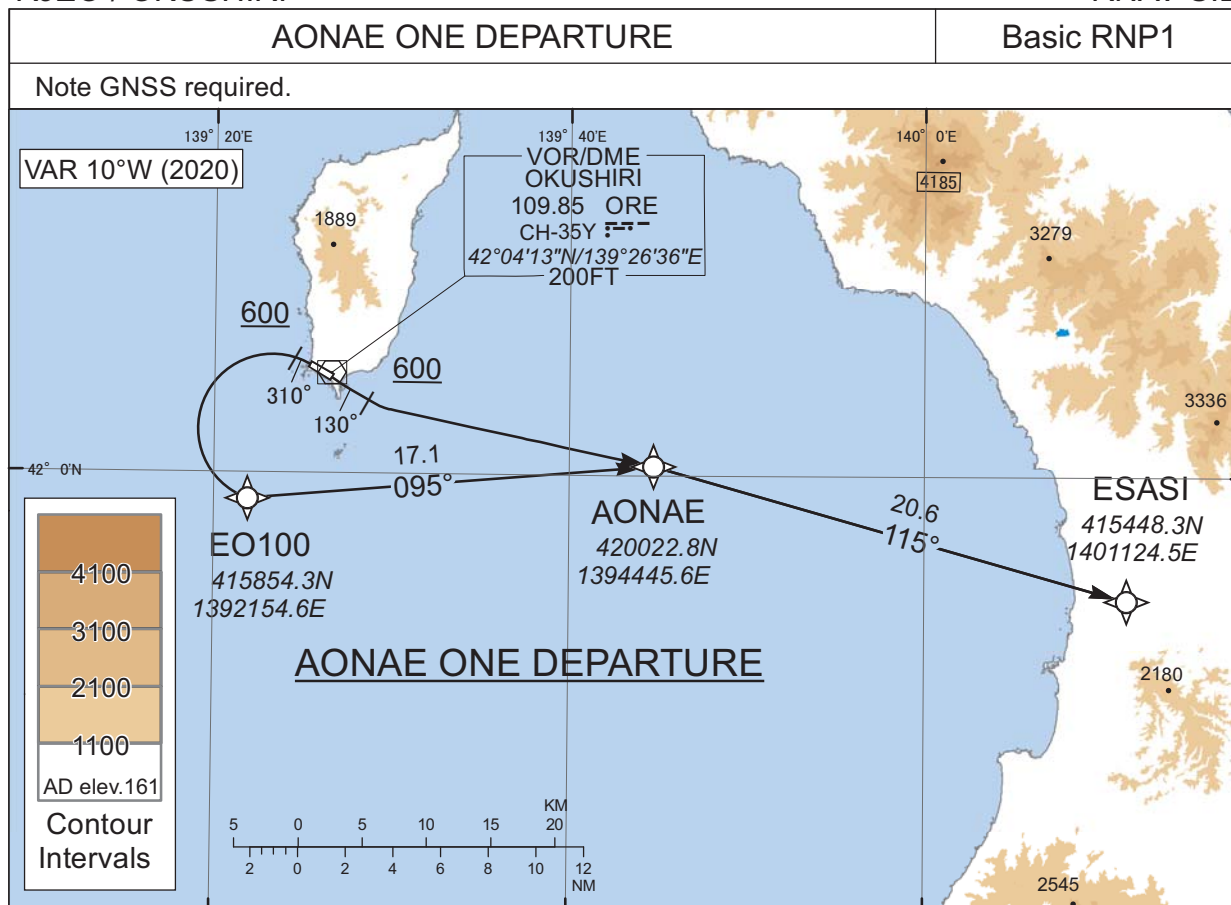 AONAE ONE DEPARTURE
Basic RNP1
Note GNSS required.
139° 20'E
139° 40'E
140° 0'E
VAR 10°W (2020)
VOR/DME
OKUSHIRI
109.85 ORE
CH-35Y
42°04'13"N/139°26'36"E
200FT
4185
1889
3279
600
600
310°
130°
3336
42° 0'N
17.1
095°
EO100
415854.3N
1392154.6E
AONAE
420022.8N
1394445.6E
20.6
115°
ESASI
415448.3N
1401124.5E
AONAE ONE DEPARTURE
2180
4100
3100
2100
1100
AD elev.161
Contour
Intervals
KM
5 0 5 10 15 20
2 0 2 4 6 8 10 12
NM
2545